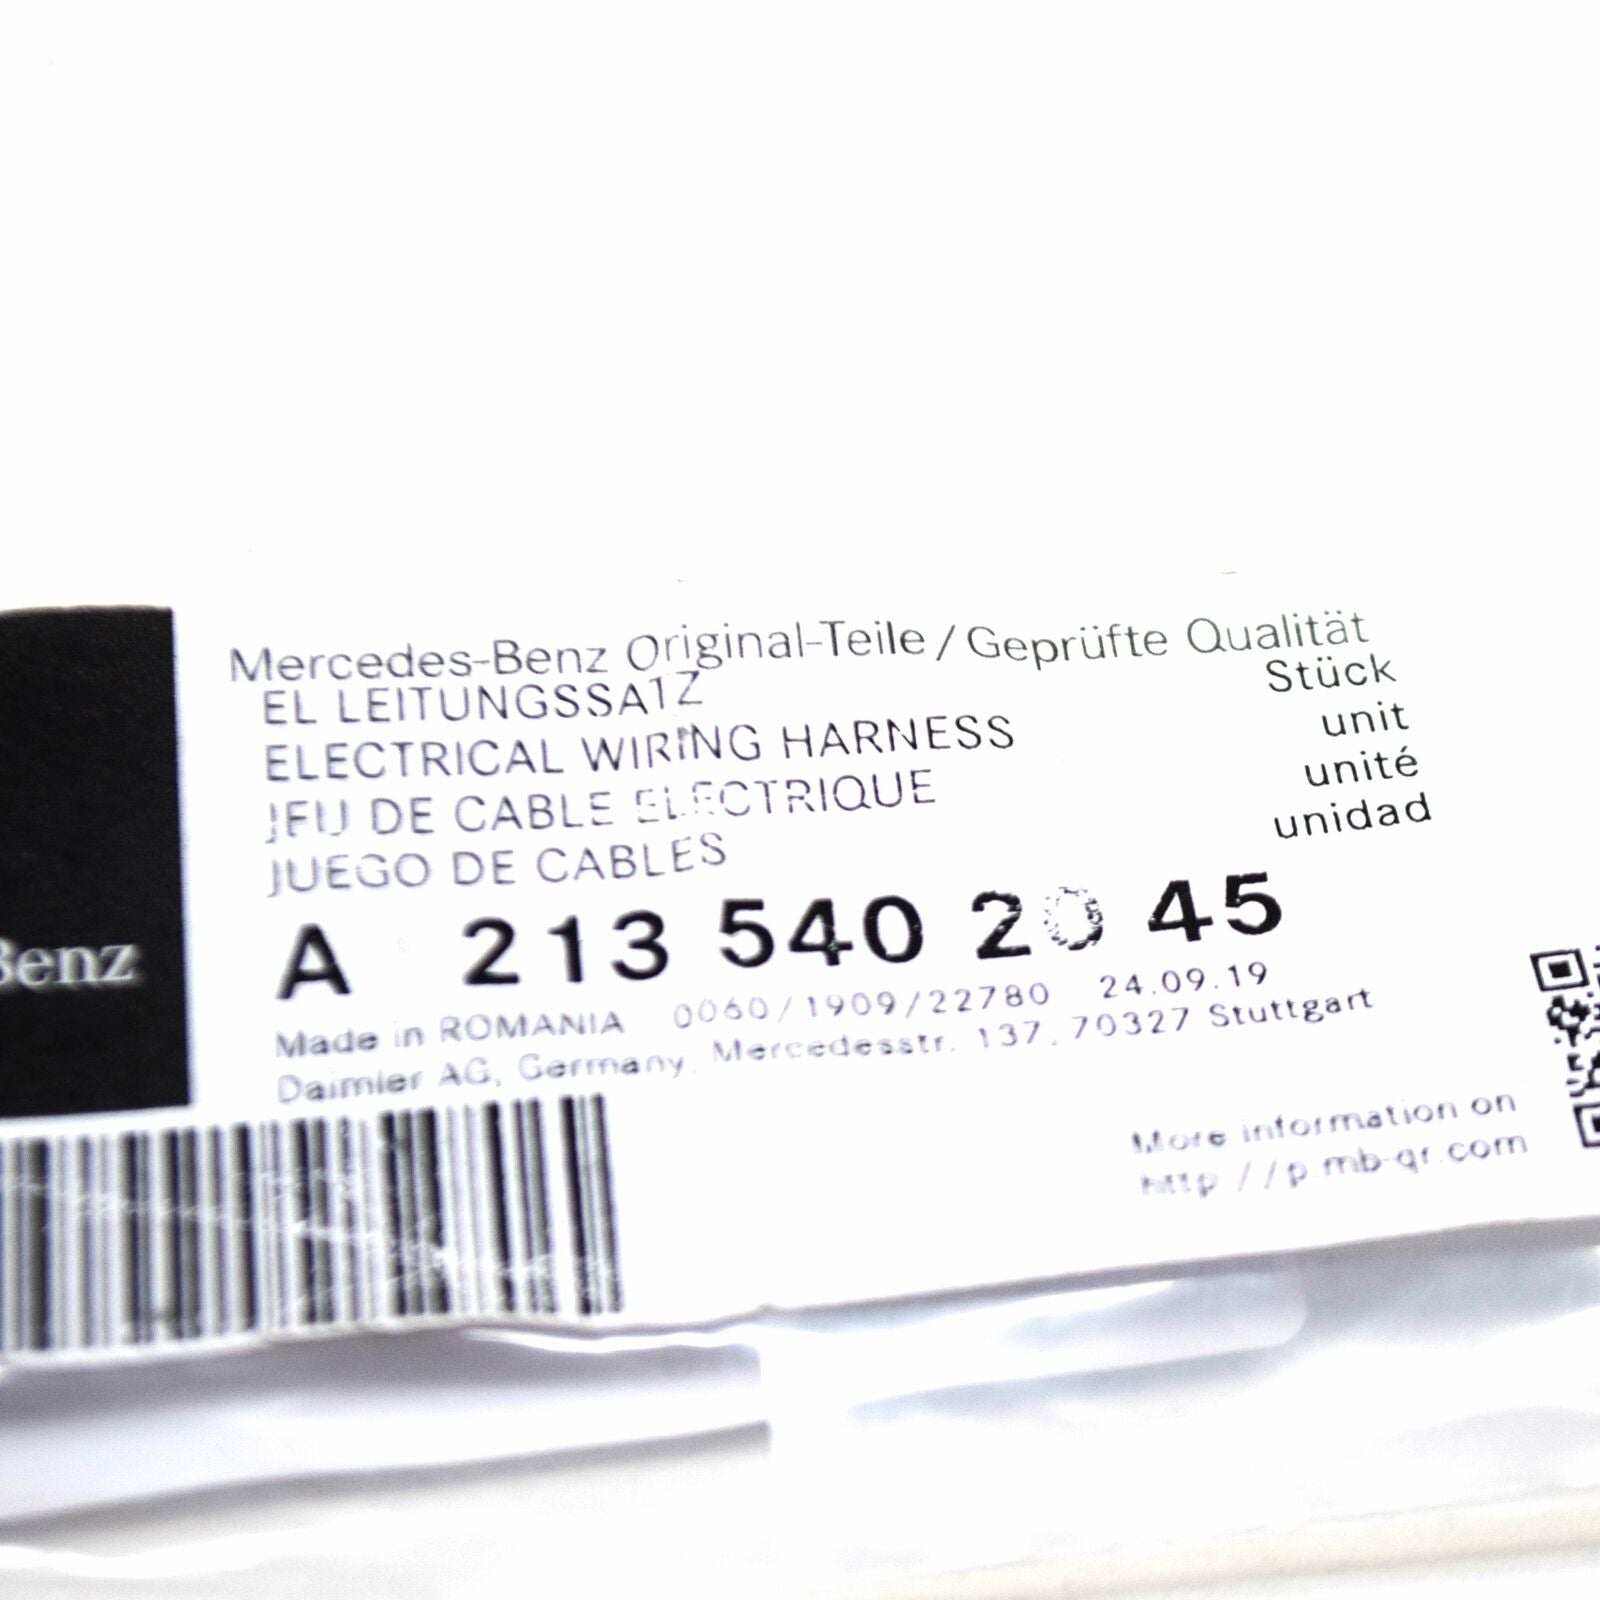 Mercedes-Benz Original-Teile / Geprüfte Qualität
EL LEITUNGSSATZ
Stück
ELECTRICAL WIRING HARNESS
unit
JEU DE CABLE ELECTRIQUE
unité
JUEGO DE CABLES
unidad
A 213 540 20 45
Benz
Made in ROMANIA 0060/1909/22780 24.09.19
Daimler AG, Germany, Mercedesstr. 137, 70327 Stuttgart
More information on
http://p.mb-qr.com